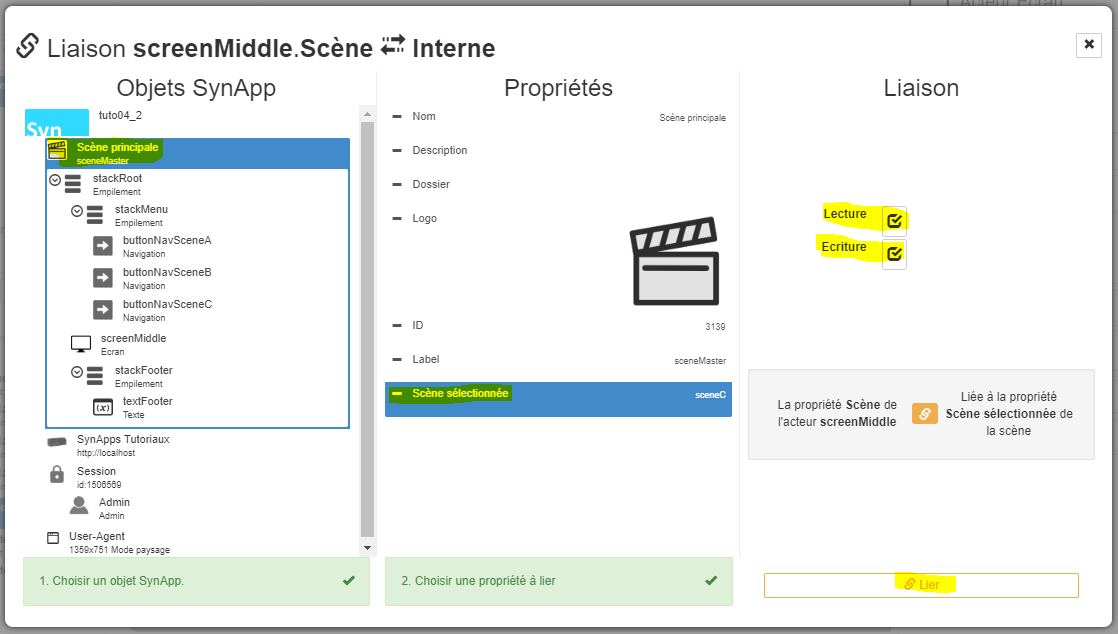 Acteur Ecran
Liaison screenMiddle.Scène Interne
Objets SynApp
Syn
tuto04_2
Scène principale
sceneMaster
stackRoot
Empilement
stackMenu
Empilement
buttonNavSceneA
Navigation
buttonNavSceneB
Navigation
buttonNavSceneC
Navigation
screenMiddle
Ecran
stackFooter
Empilement
textFooter
Texte
SynApps Tutoriaux
http://localhost
Session
id:1506569
Admin
Admin
User-Agent
1359x751 Mode paysage
1. Choisir un objet SynApp.
Propriétés
Nom Scène principale
Description
Dossier
Logo
ID 3139
Label sceneMaster
Scène sélectionnée sceneC
2. Choisir une propriété à lier
Liaison
Lecture
Ecriture
La propriété Scène de
l'acteur screenMiddle
Liée à la propriété
Scène sélectionnée de
la scène
Lier